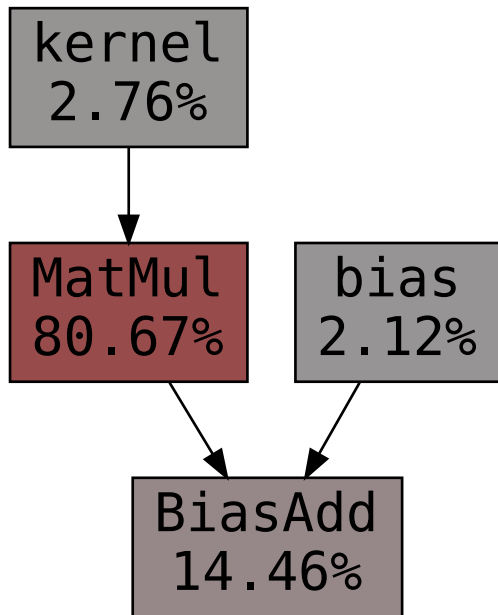 kernel
2.76%
MatMul
80.67%
bias
2.12%
BiasAdd
14.46%